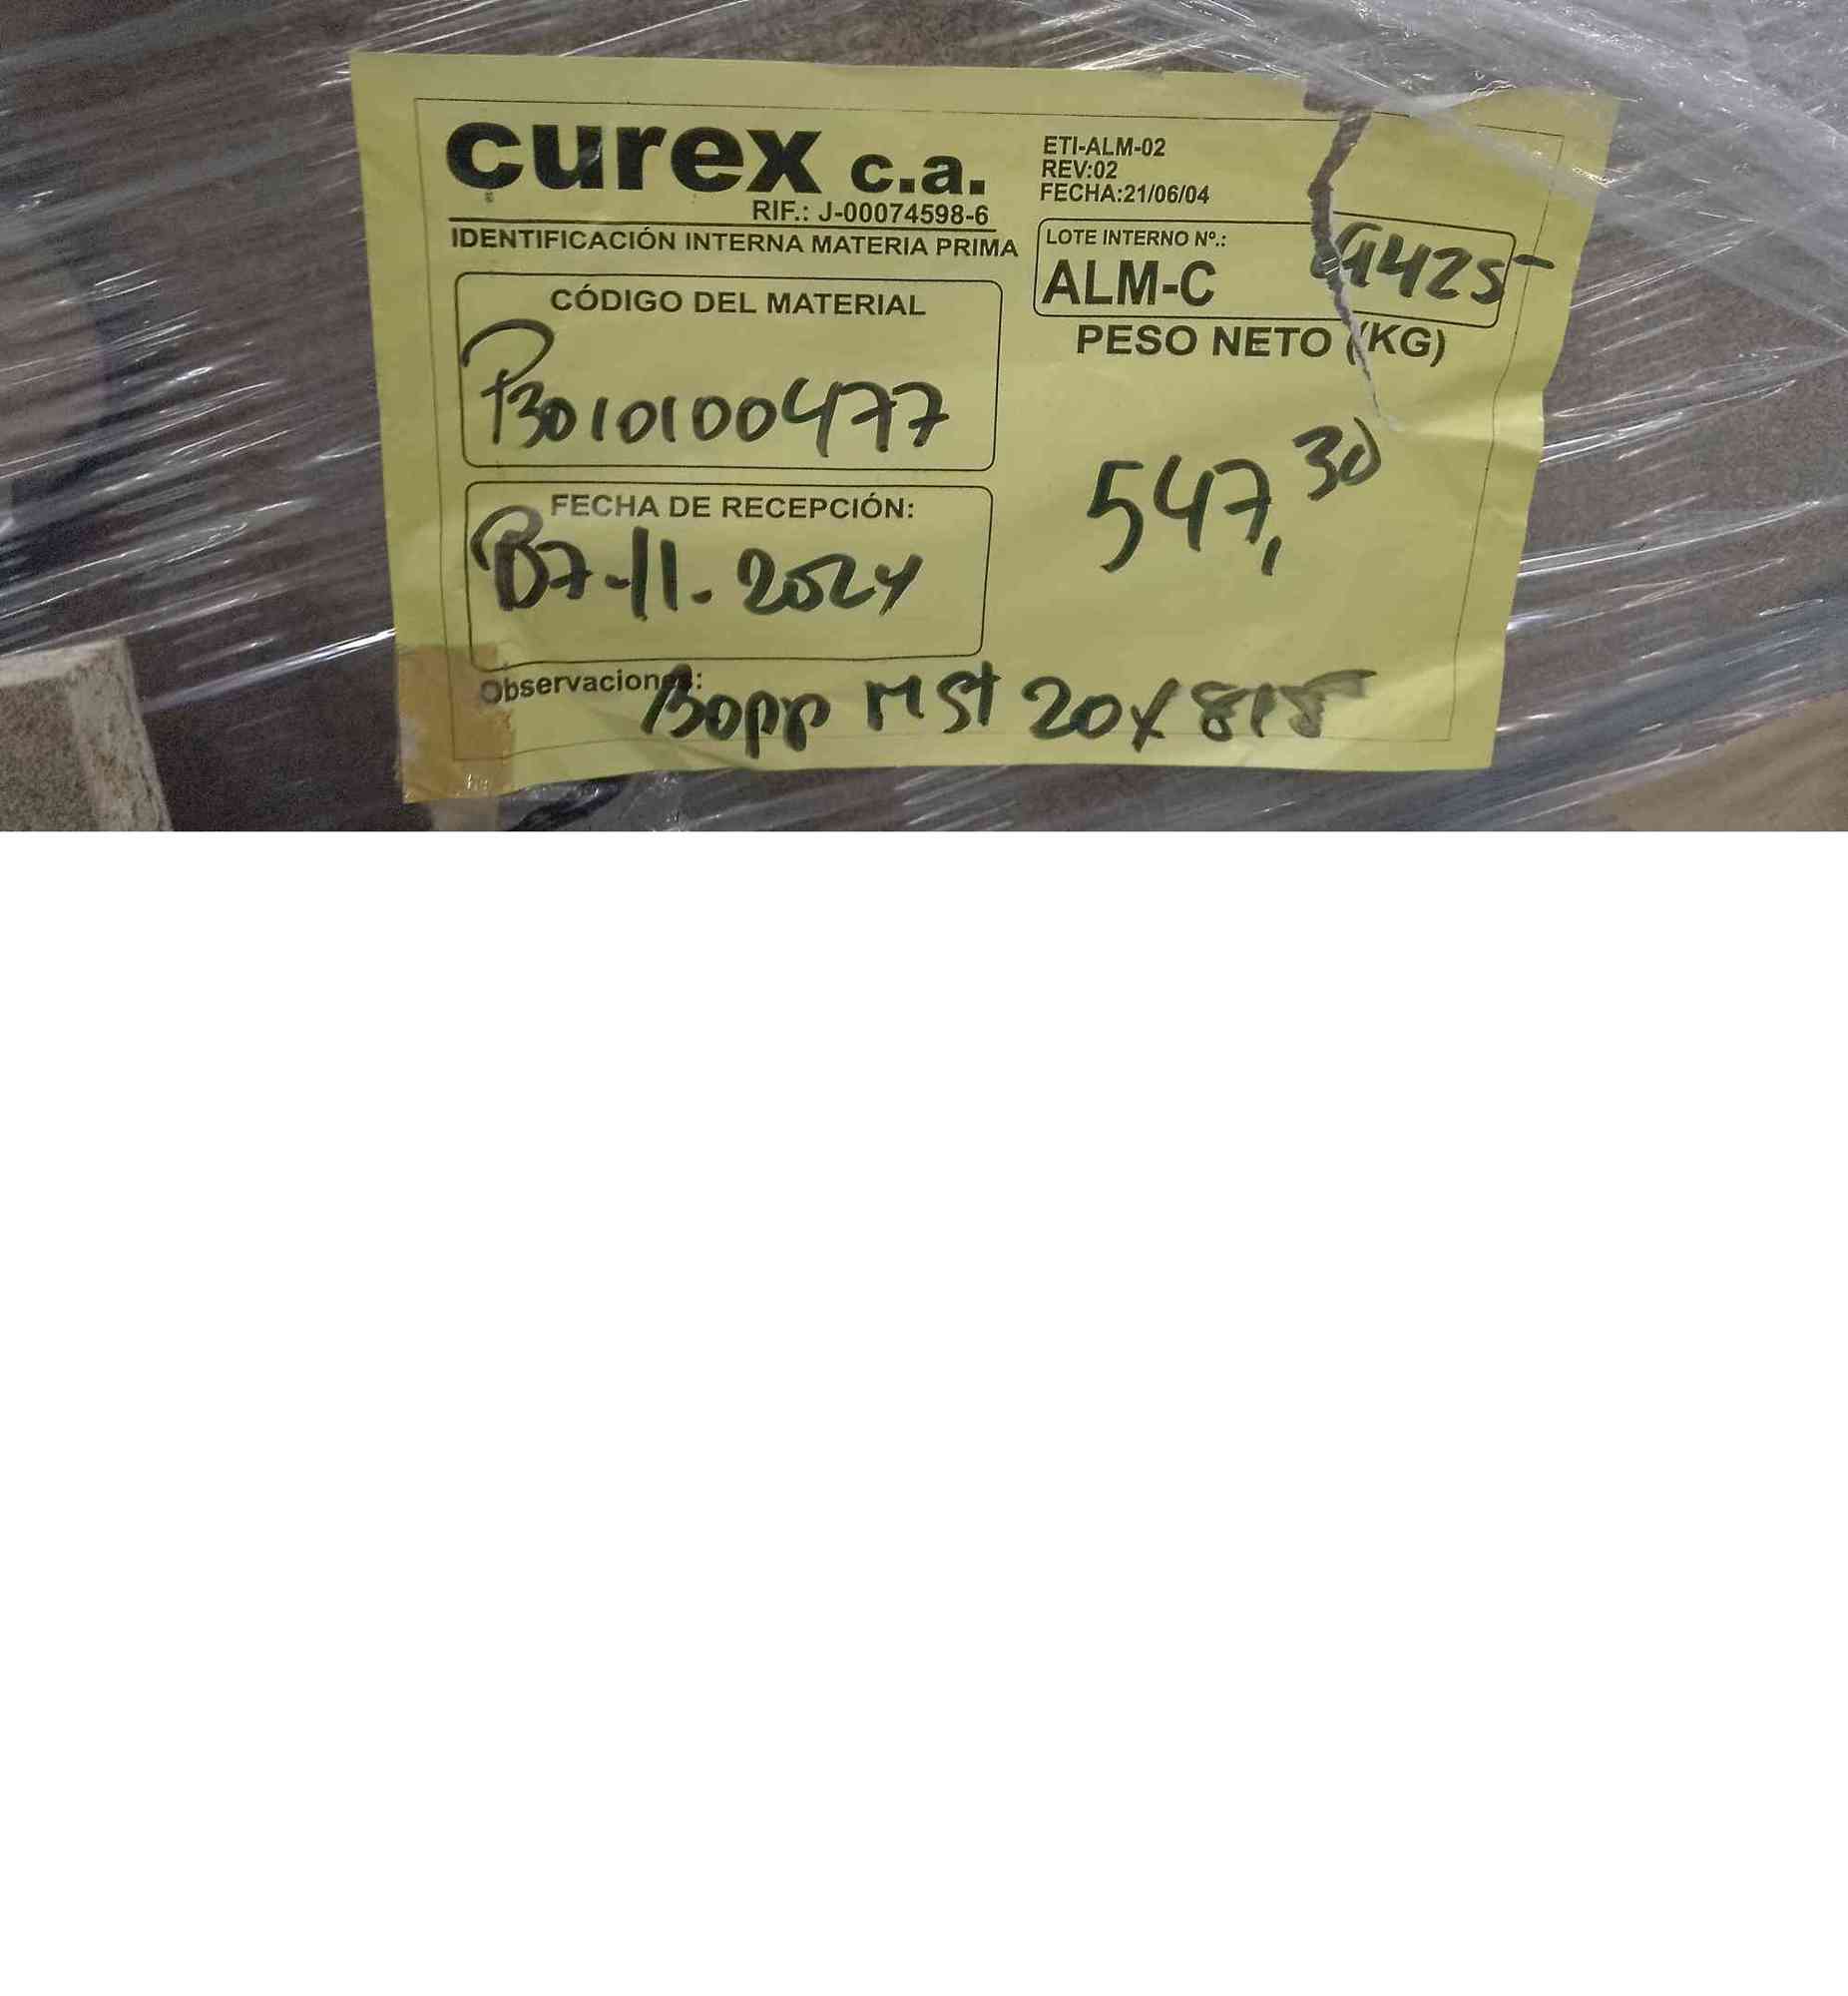 curex c.a.
RIF.: J-00074598-6
IDENTIFICACIÓN INTERNA MATERIA PRIMA
ETI-ALM-02
REV:02
FECHA:21/06/04
LOTE INTERNO Nº.:
ALM-C
CÓDIGO DEL MATERIAL
P3010100477
PESO NETO (KG)
547,30
FECHA DE RECEPCIÓN:
11.2024
Observaciones:
Bopp MSt 20x815